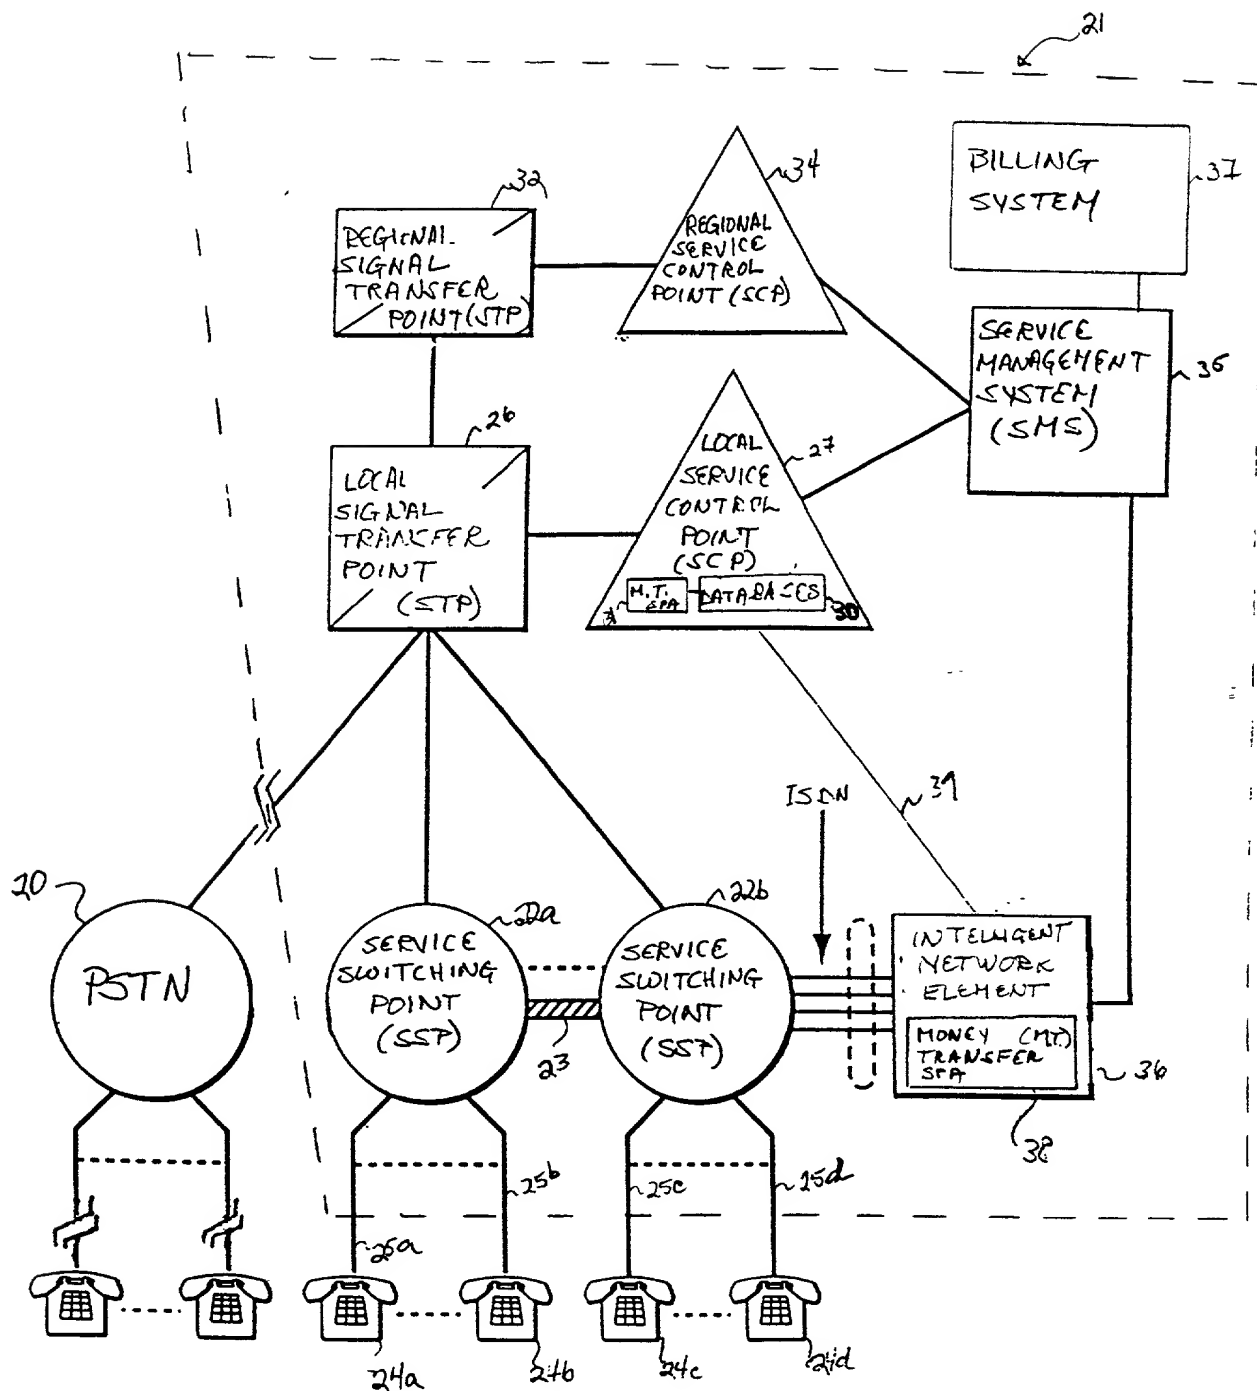 21
BILLING
SYSTEM
37
32
REGIONAL
SIGNAL
TRANSFER
POINT (STP)
34
REGIONAL
SERVICE
CONTROL
POINT (SCP)
SERVICE
MANAGEMENT
SYSTEM
(SMS)
35
26
LOCAL
SIGNAL
TRANSFER
POINT
(STP)
27
LOCAL
SERVICE
CONTROL
POINT
(SCP)
M.T.
SPA
DATABASES
31
30
ISDN
39
20
PSTN
22a
SERVICE
SWITCHING
POINT
(SSP)
23
22b
SERVICE
SWITCHING
POINT
(SSP)
INTELLIGENT
NETWORK
ELEMENT
MONEY (MT)
TRANSFER
SPA
36
38
25a
25b
25c
25d
24a
24b
24c
24d